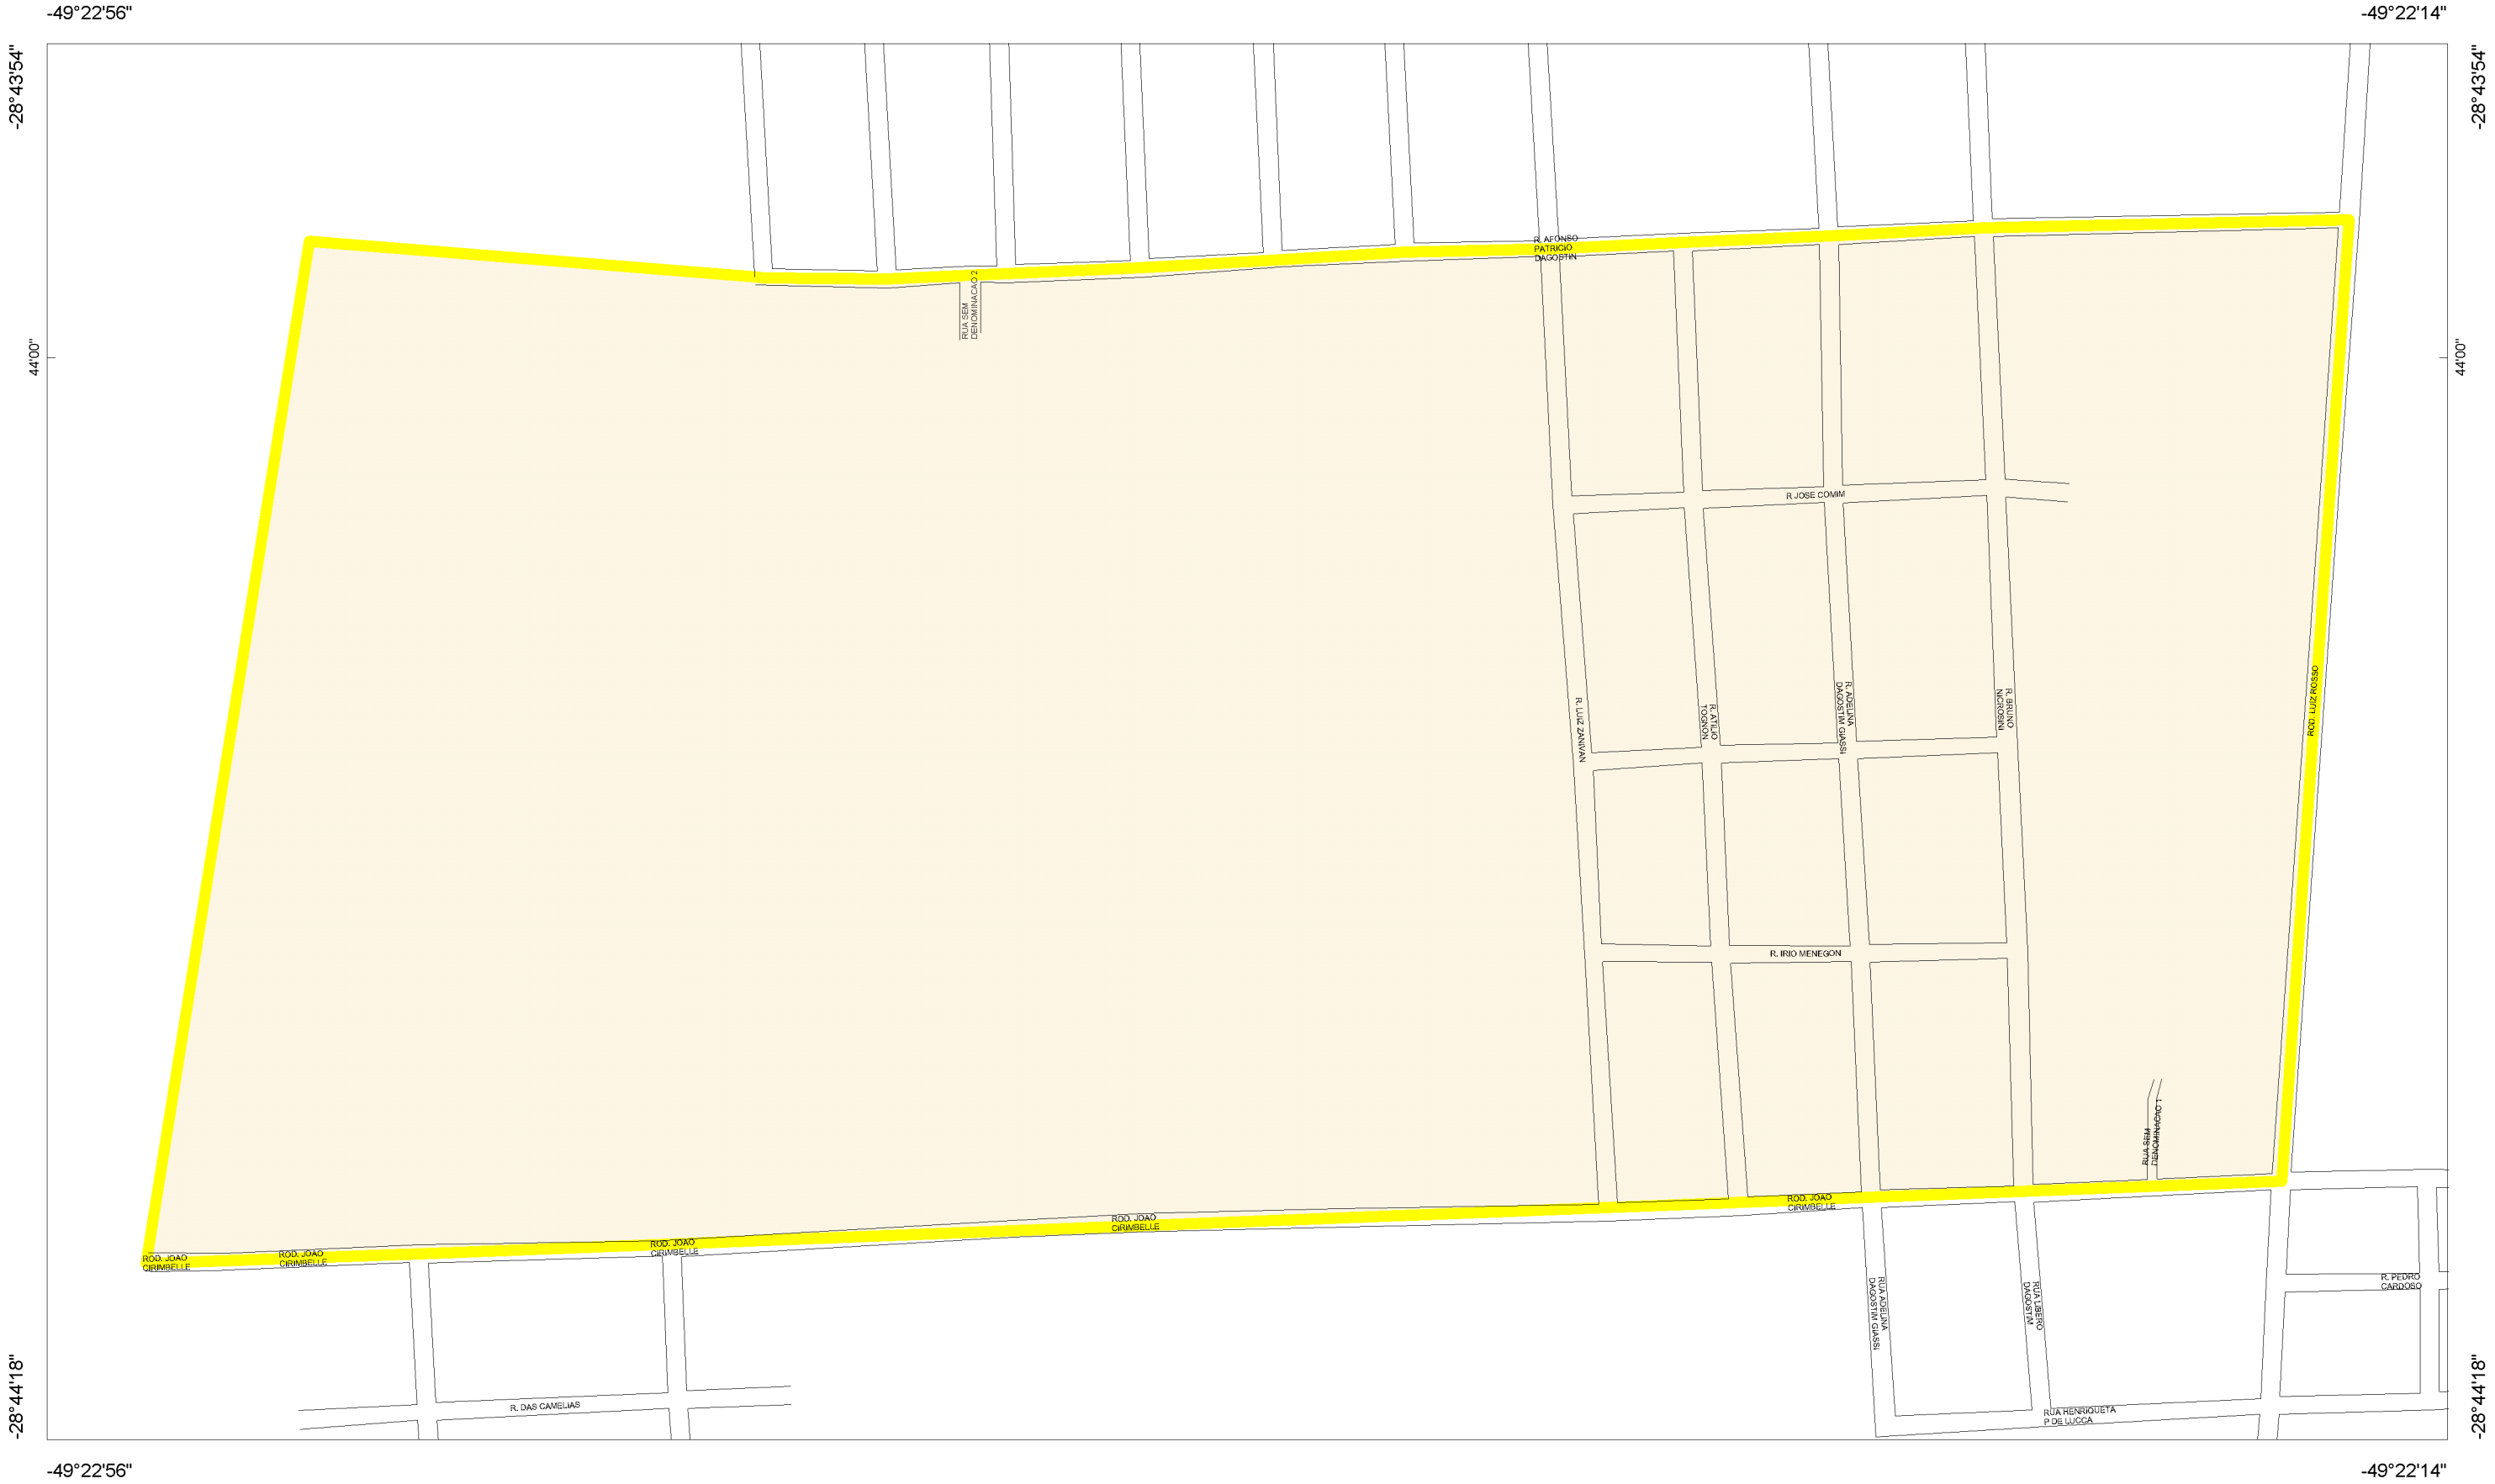 -49°22'56"
-49°22'14"
-28°43'54"
-28°43'54"
R. AFONSO
PATRICIO
DAGOSTIN
RUA SEM
DENOMINACAO 2
44'00"
44'00"
R JOSE COMIM
R. LUIZ ZANIVAN
R. ATILIO
TOGNON
R. ADELINA
DAGOSTIM GIASSI
R. BRUNO
NICROSINI
ROD. LUIZ ROSSO
R. IRIO MENEGON
RUA SEM
DENOMINACAO 1
ROD. JOAO
CIRIMBELLE
ROD. JOAO
CIRIMBELLE
ROD. JOAO
CIRIMBELLE
ROD. JOAO
CIRIMBELLE
ROD. JOAO
CIRIMBELLE
RUA ADELINA
DAGOSTIM GIASSI
RUA LIBERO
DAGOSTIM
R. PEDRO
CARDOSO
R. DAS CAMELIAS
RUA HENRIQUETA
P DE LUCCA
-28°44'18"
-28°44'18"
-49°22'56"
-49°22'14"